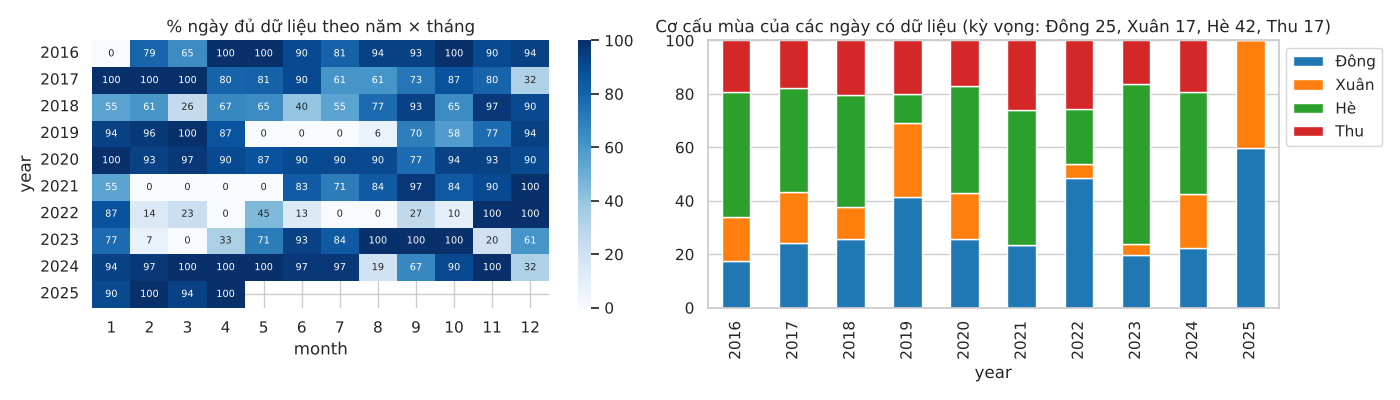 % ngày đủ dữ liệu theo năm × tháng
year
2016 0 79 65 100 100 90 81 94 93 100 90 94
2017 100 100 100 80 81 90 61 61 73 87 80 32
2018 55 61 26 67 65 40 55 77 93 65 97 90
2019 94 96 100 87 0 0 0 6 70 58 77 94
2020 100 93 97 90 87 90 90 90 77 94 93 90
2021 55 0 0 0 0 83 71 84 97 84 90 100
2022 87 14 23 0 45 13 0 0 27 10 100 100
2023 77 7 0 33 71 93 84 100 100 100 20 61
2024 94 97 100 100 100 97 97 19 67 90 100 32
2025 90 100 94 100
1 2 3 4 5 6 7 8 9 10 11 12
month
100
80
60
40
20
0
Cơ cấu mùa của các ngày có dữ liệu (kỳ vọng: Đông 25, Xuân 17, Hè 42, Thu 17)
100
80
60
40
20
0
2016 2017 2018 2019 2020 2021 2022 2023 2024 2025
year
Đông
Xuân
Hè
Thu